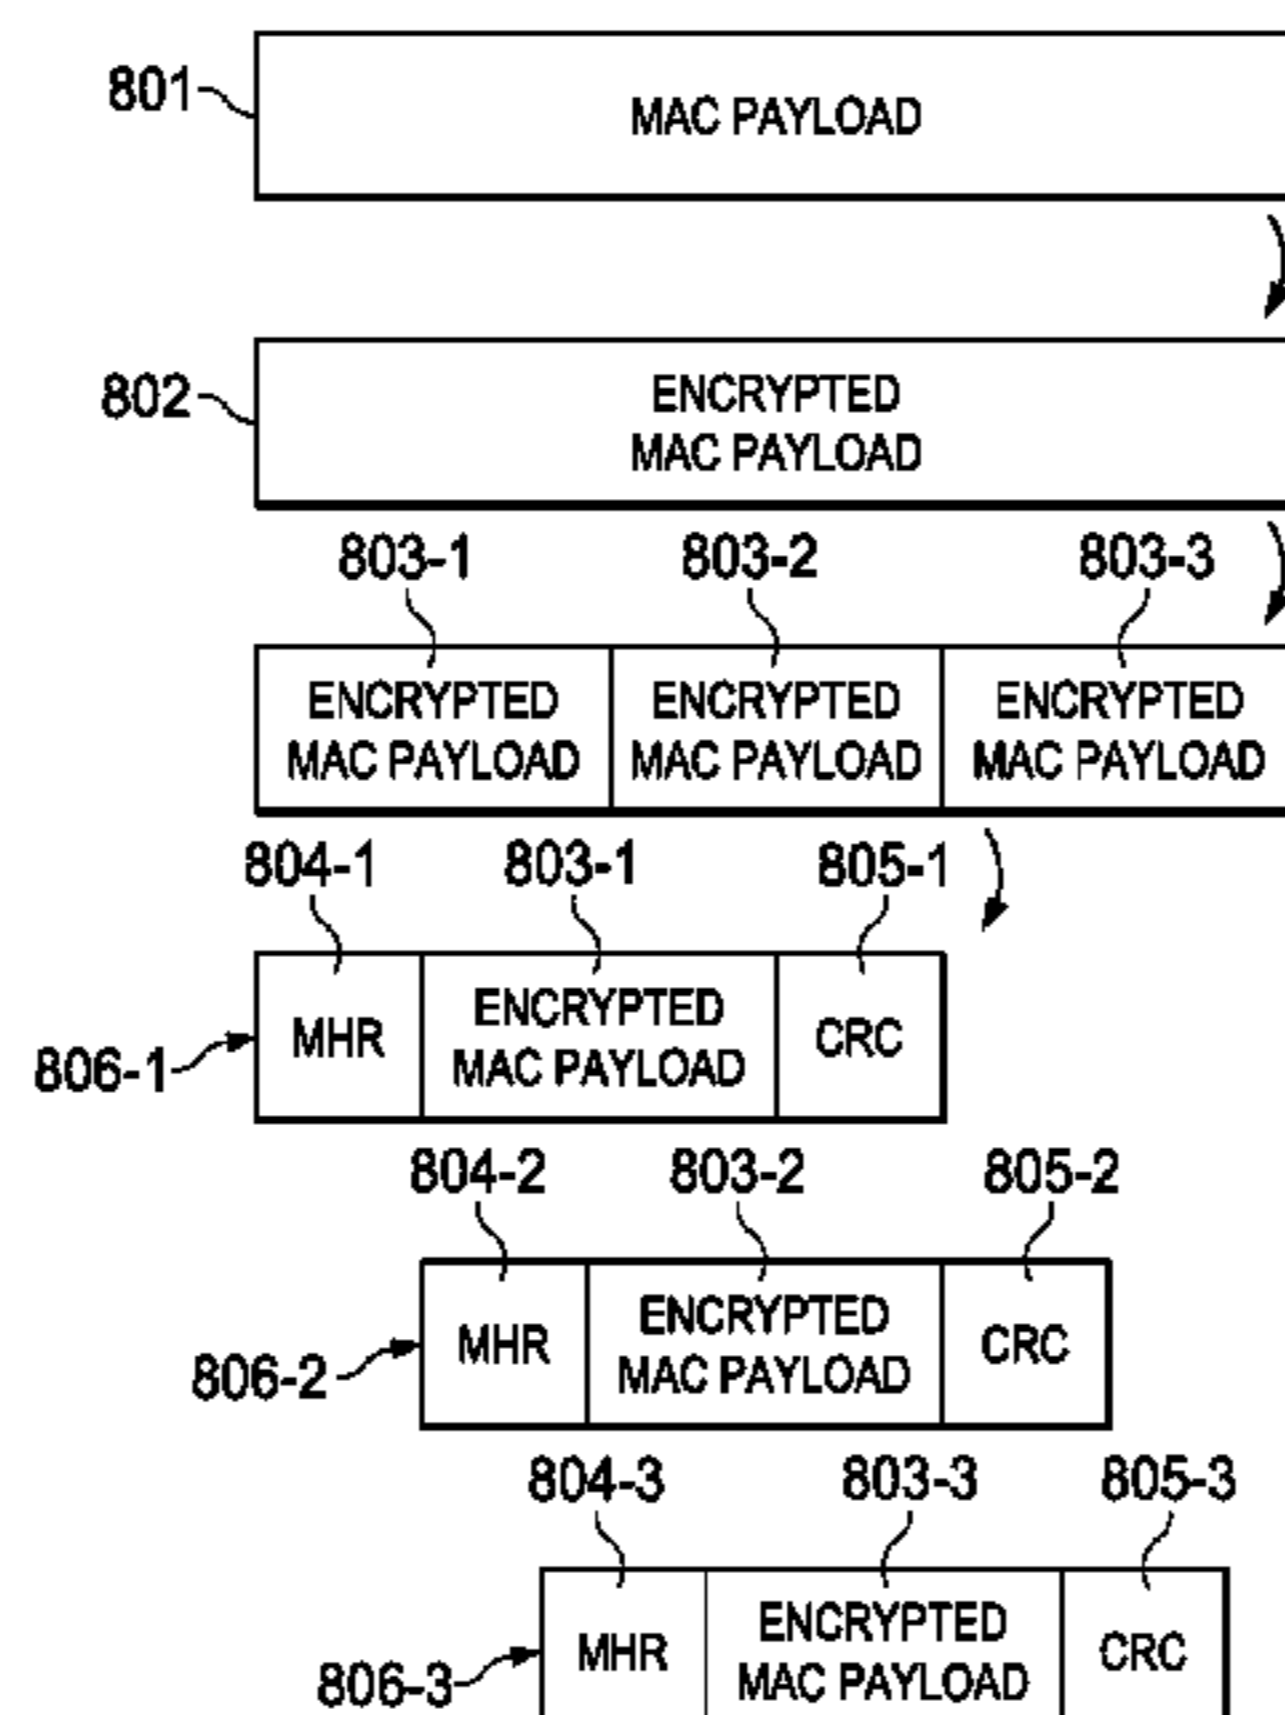 801
MAC PAYLOAD
802
ENCRYPTED
MAC PAYLOAD
803-1 803-2 803-3
ENCRYPTED ENCRYPTED ENCRYPTED
MAC PAYLOAD MAC PAYLOAD MAC PAYLOAD
804-1 803-1 805-1
806-1 MHR ENCRYPTED
MAC PAYLOAD CRC
804-2 803-2 805-2
806-2 MHR ENCRYPTED
MAC PAYLOAD CRC
804-3 803-3 805-3
806-3 MHR ENCRYPTED
MAC PAYLOAD CRC